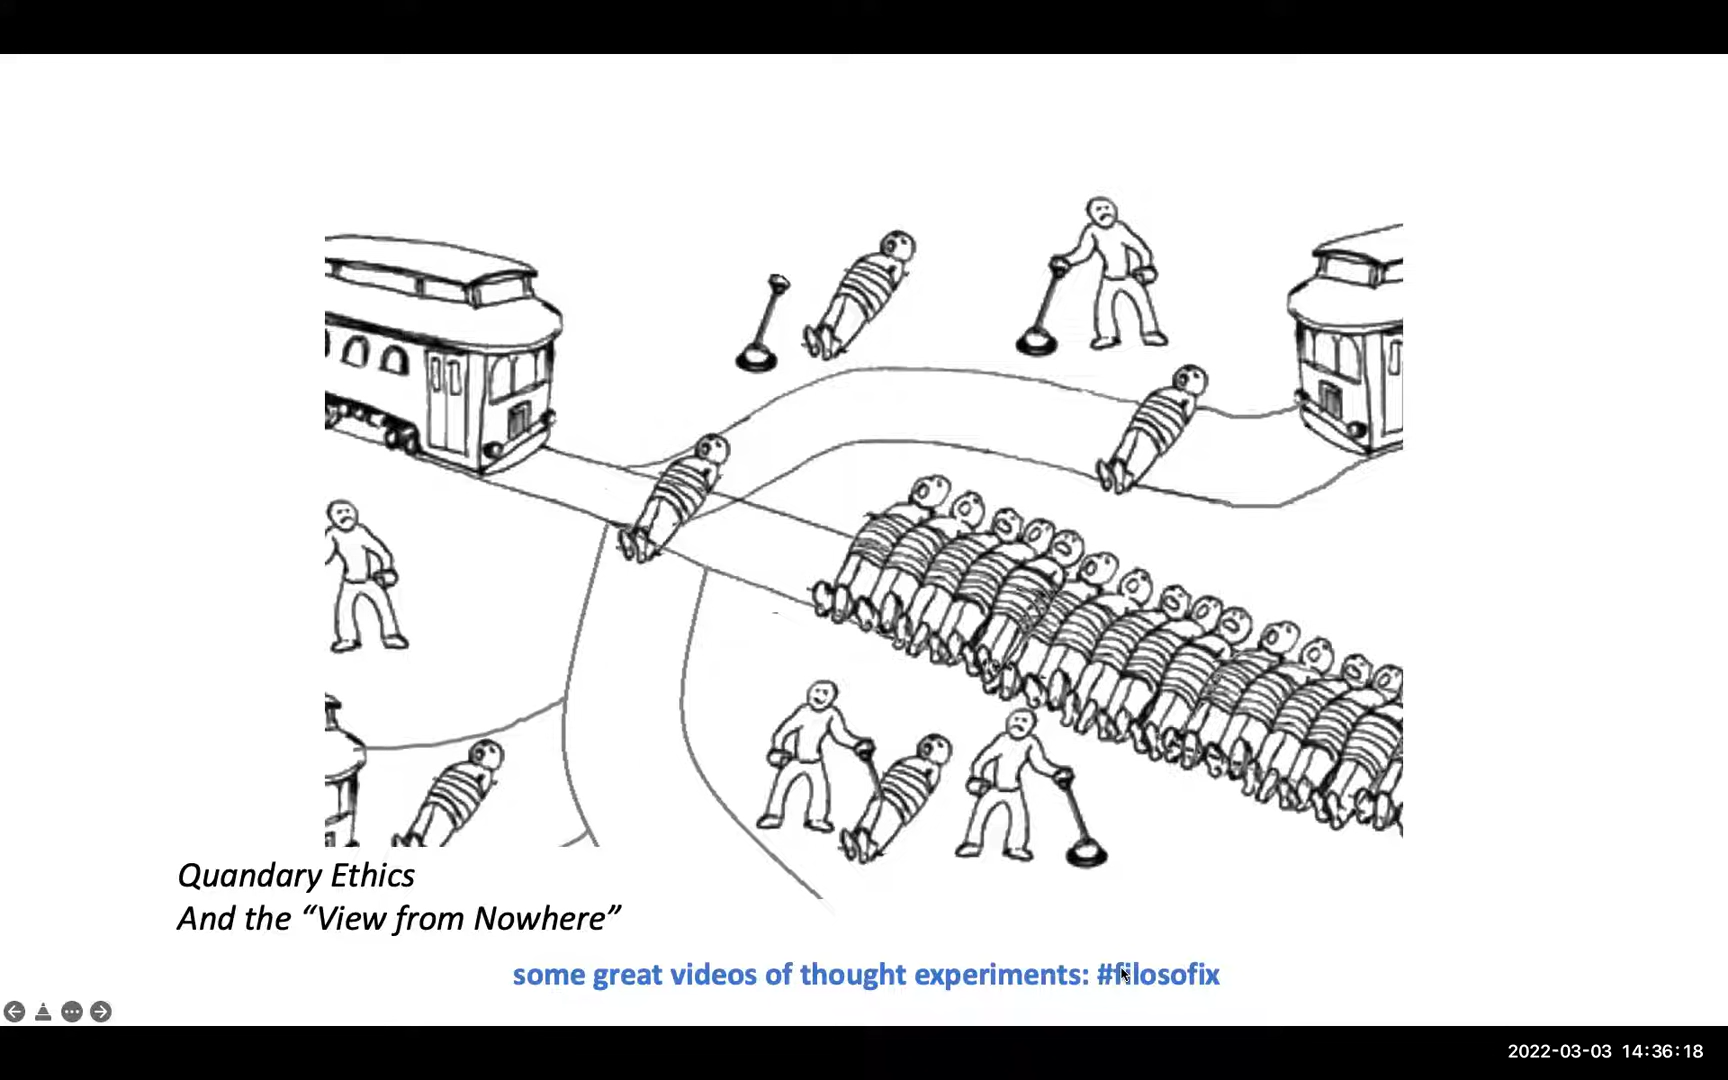 Quandary Ethics
And the “View from Nowhere”
some great videos of thought experiments: #filosofix
2022-03-03 14:36:18